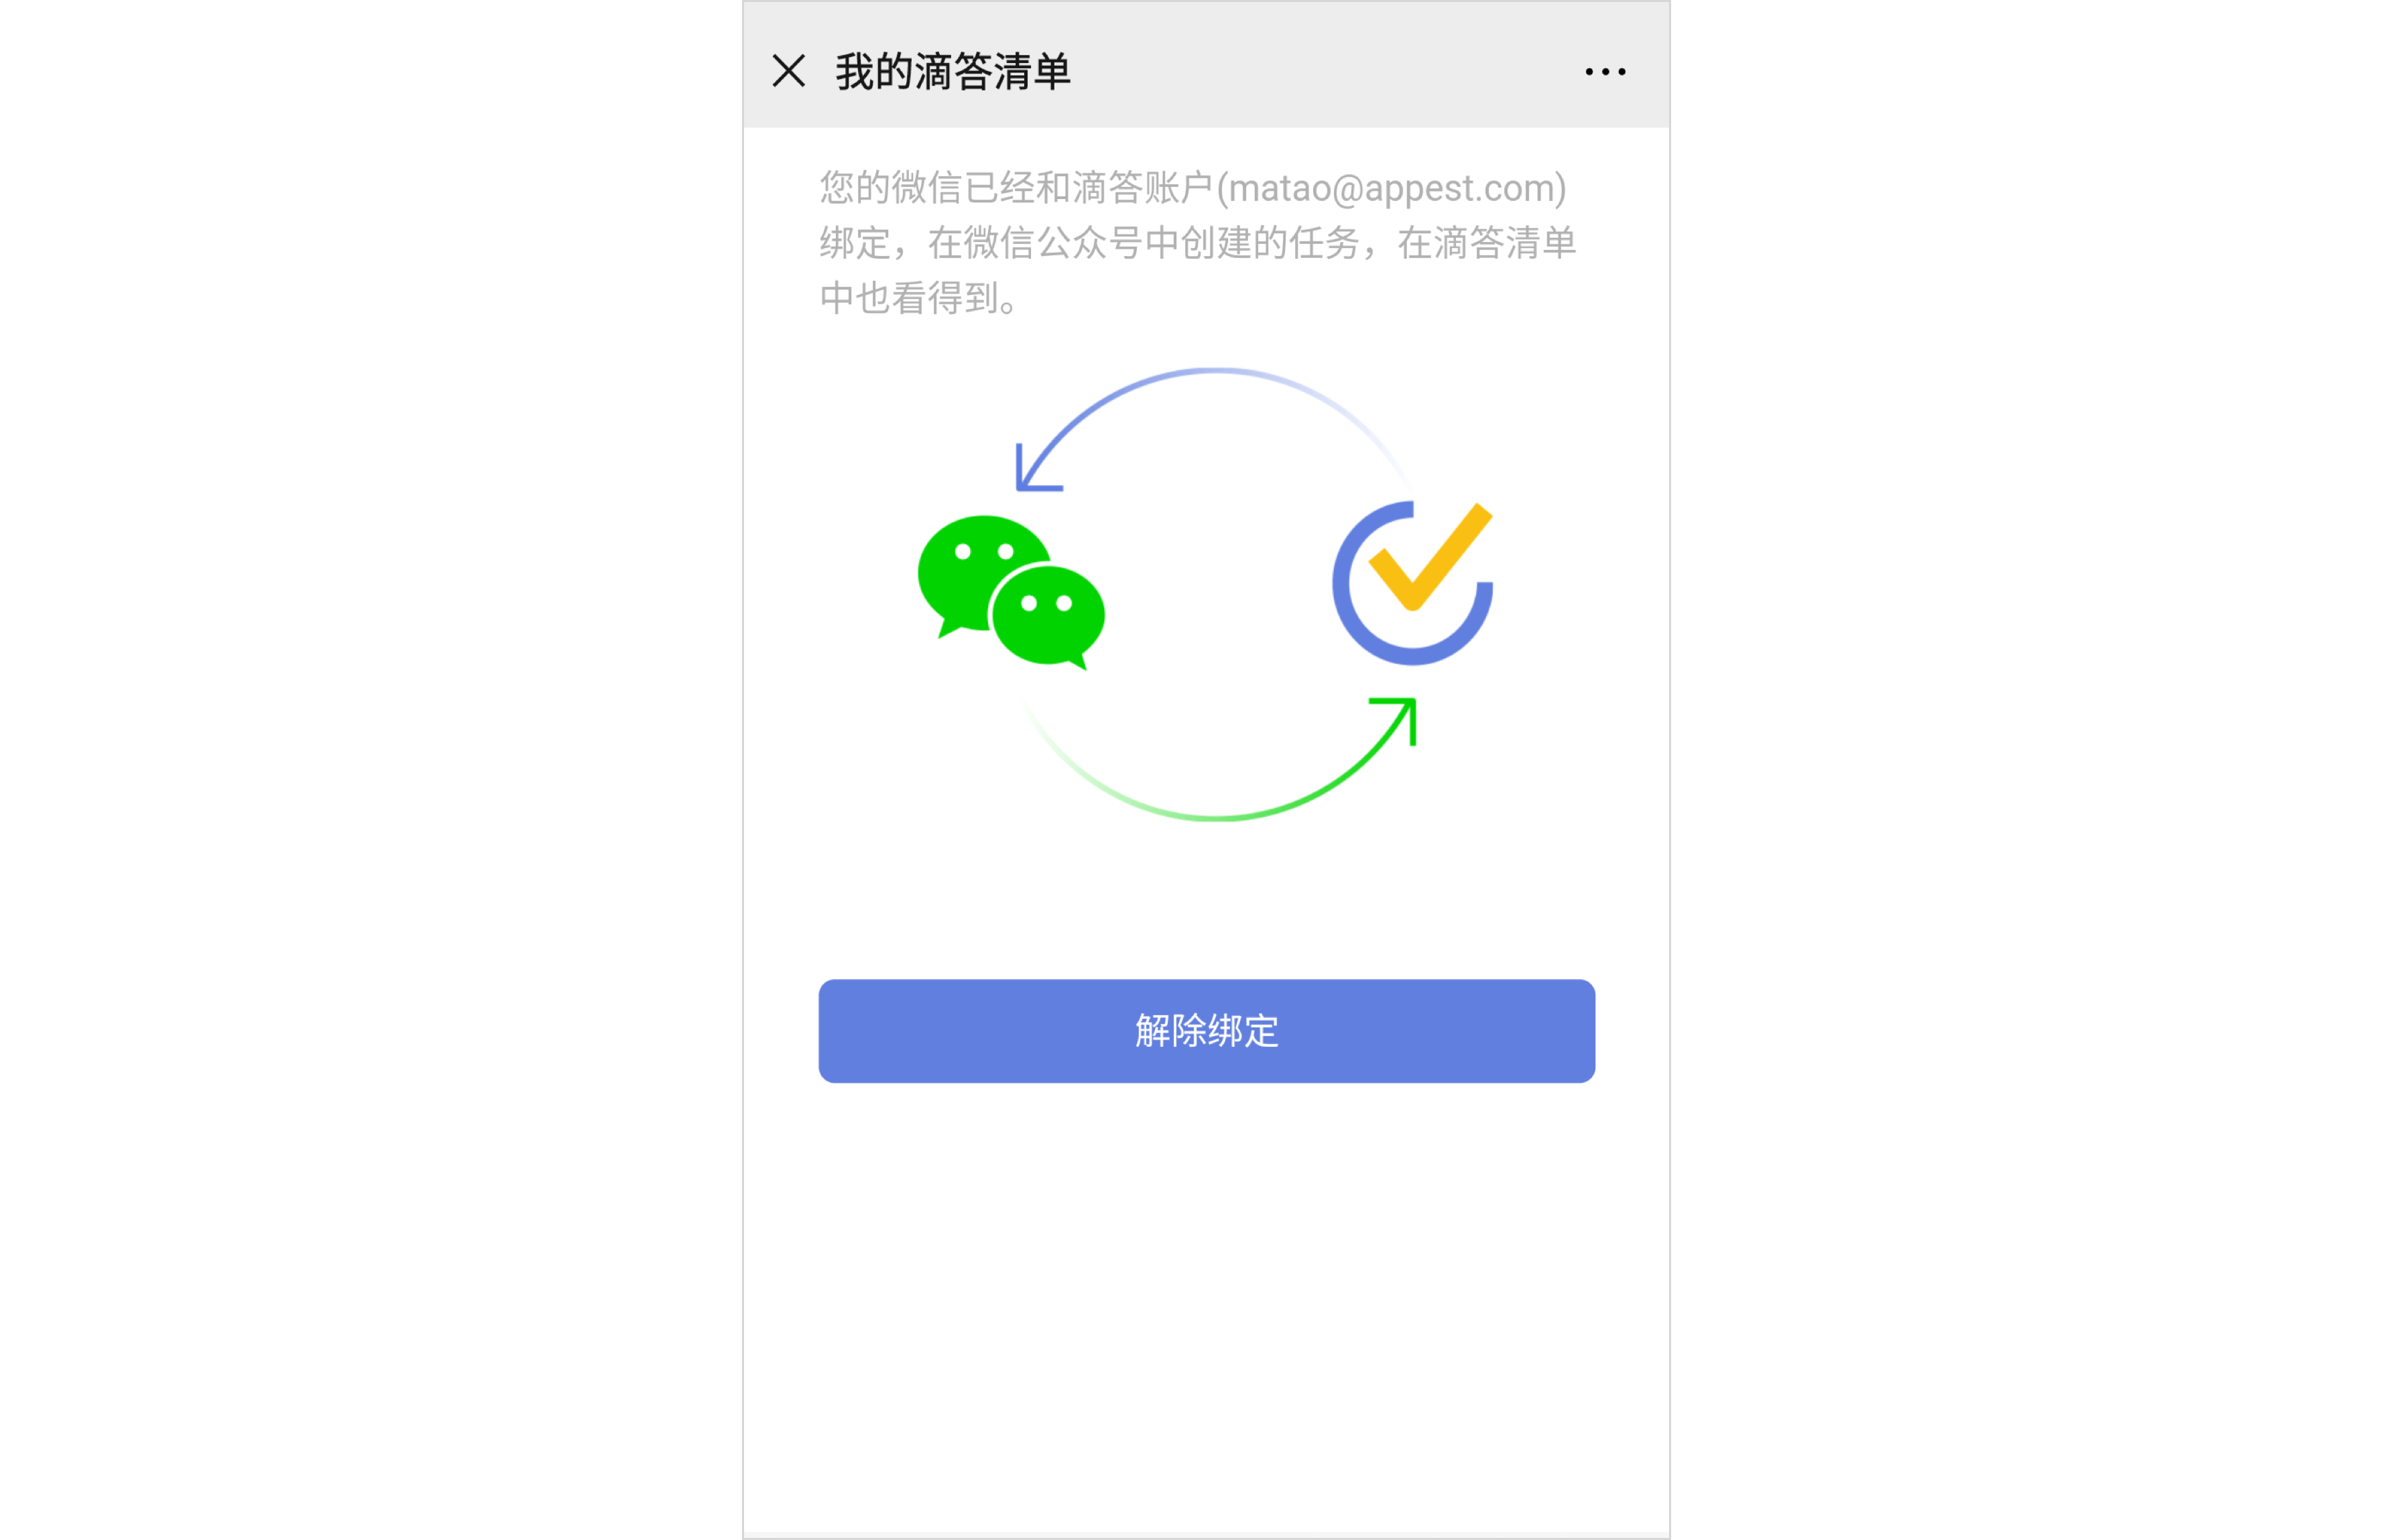 我的滴答清单
您的微信已经和滴答账户(matao@appest.com)
绑定，在微信公众号创建的任务，在滴答清单
中也看得到。
解除绑定